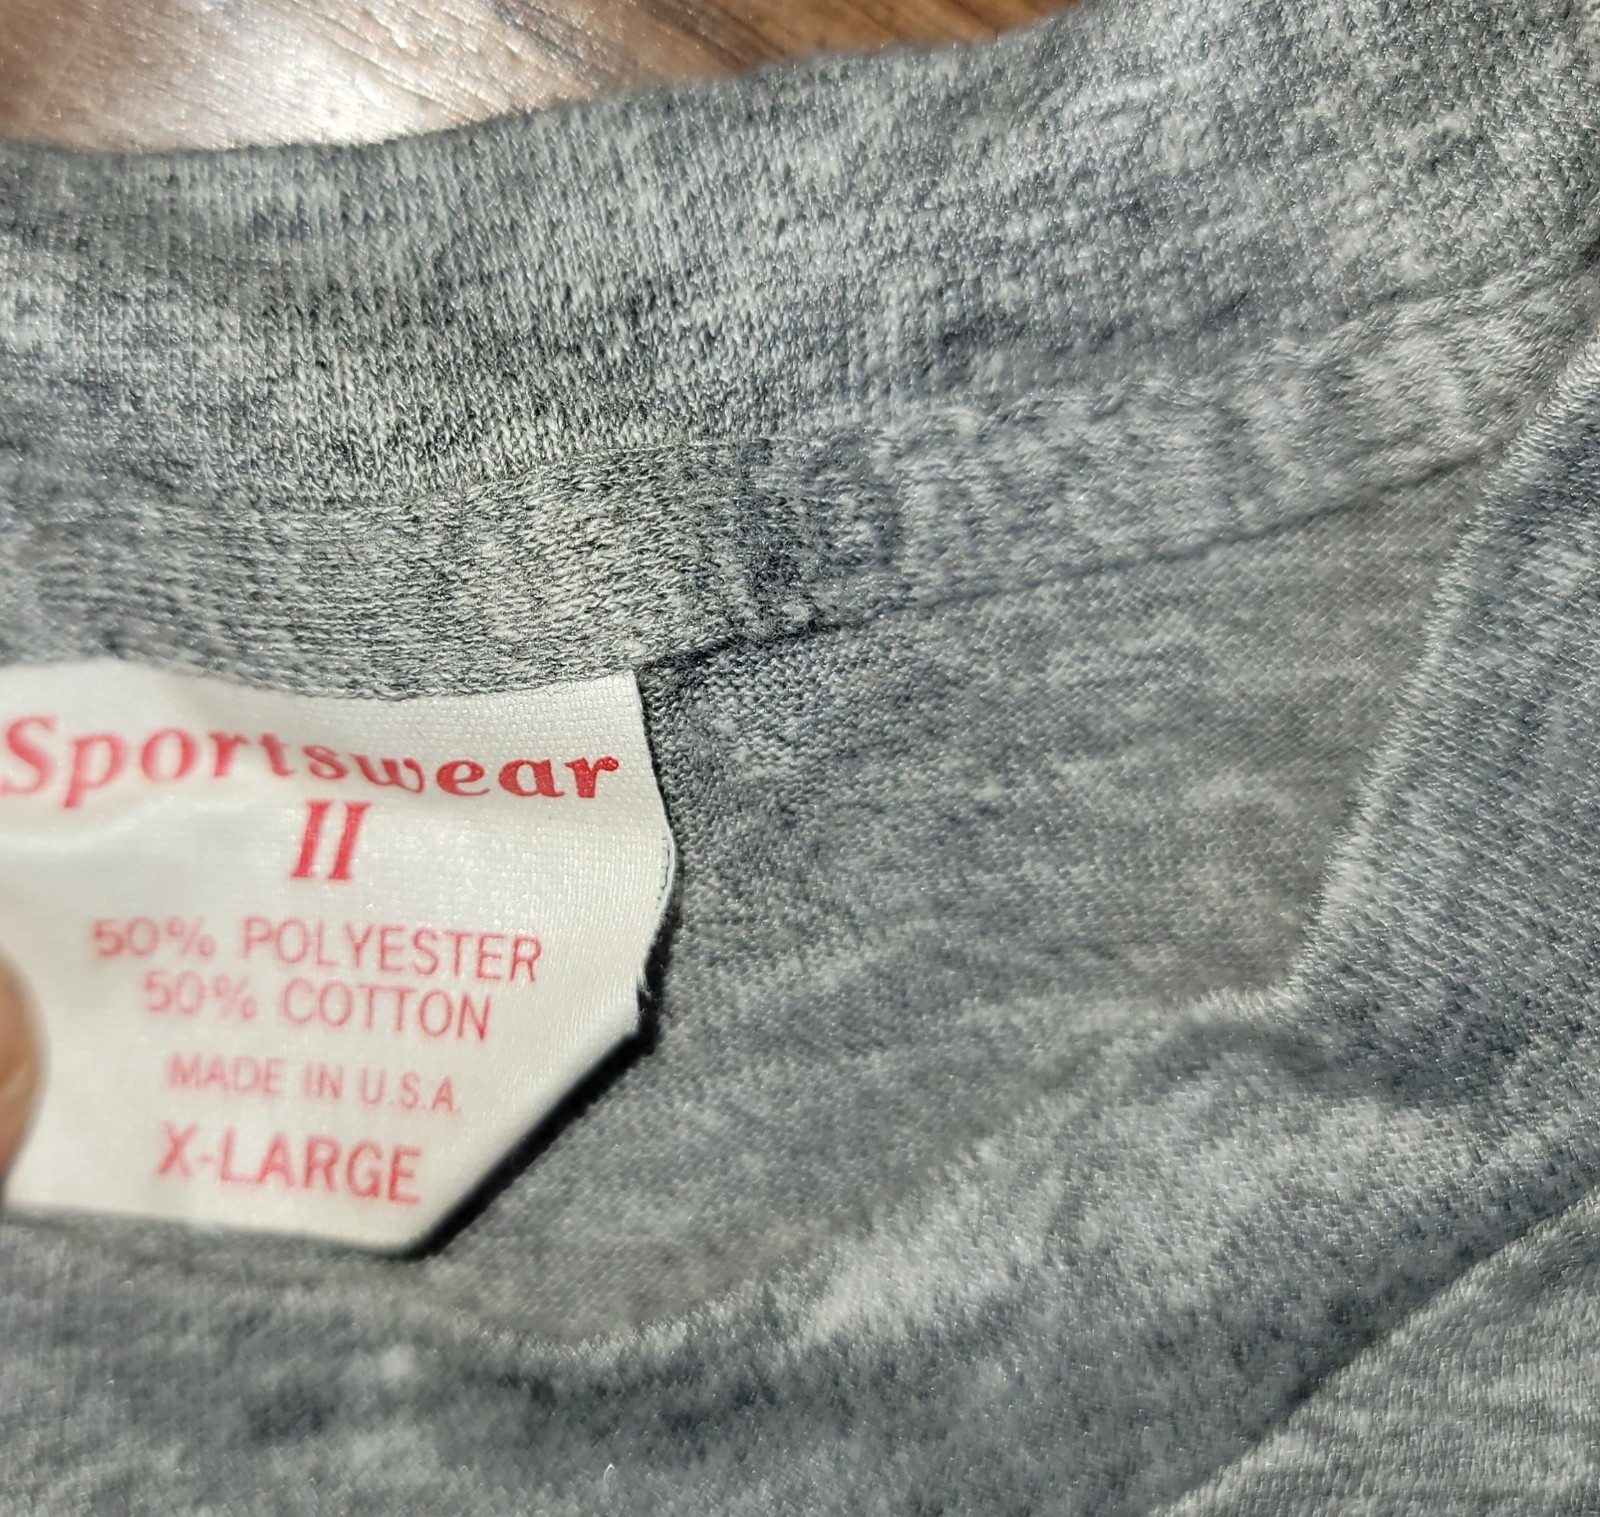 Sportswear
II
50% POLYESTER
50% COTTON
MADE IN U.S.A.
X-LARGE